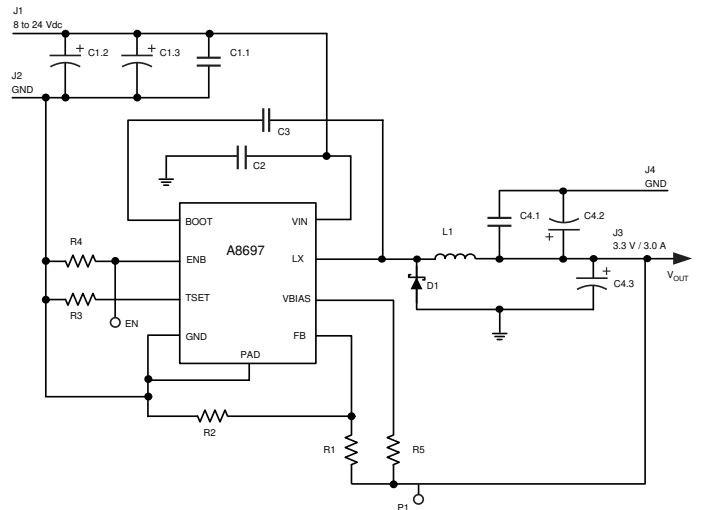 J1
8 to 24 Vdc
C1.2
C1.3
C1.1
J2
GND
C3
C2
BOOT
VIN
A8697
R4
ENB
LX
L1
C4.1
C4.2
J4
GND
J3
3.3 V / 3.0 A
VOUT
TSET
VBIAS
D1
C4.3
R3
EN
GND
FB
PAD
R2
R1
R5
P1
+
+
+
+